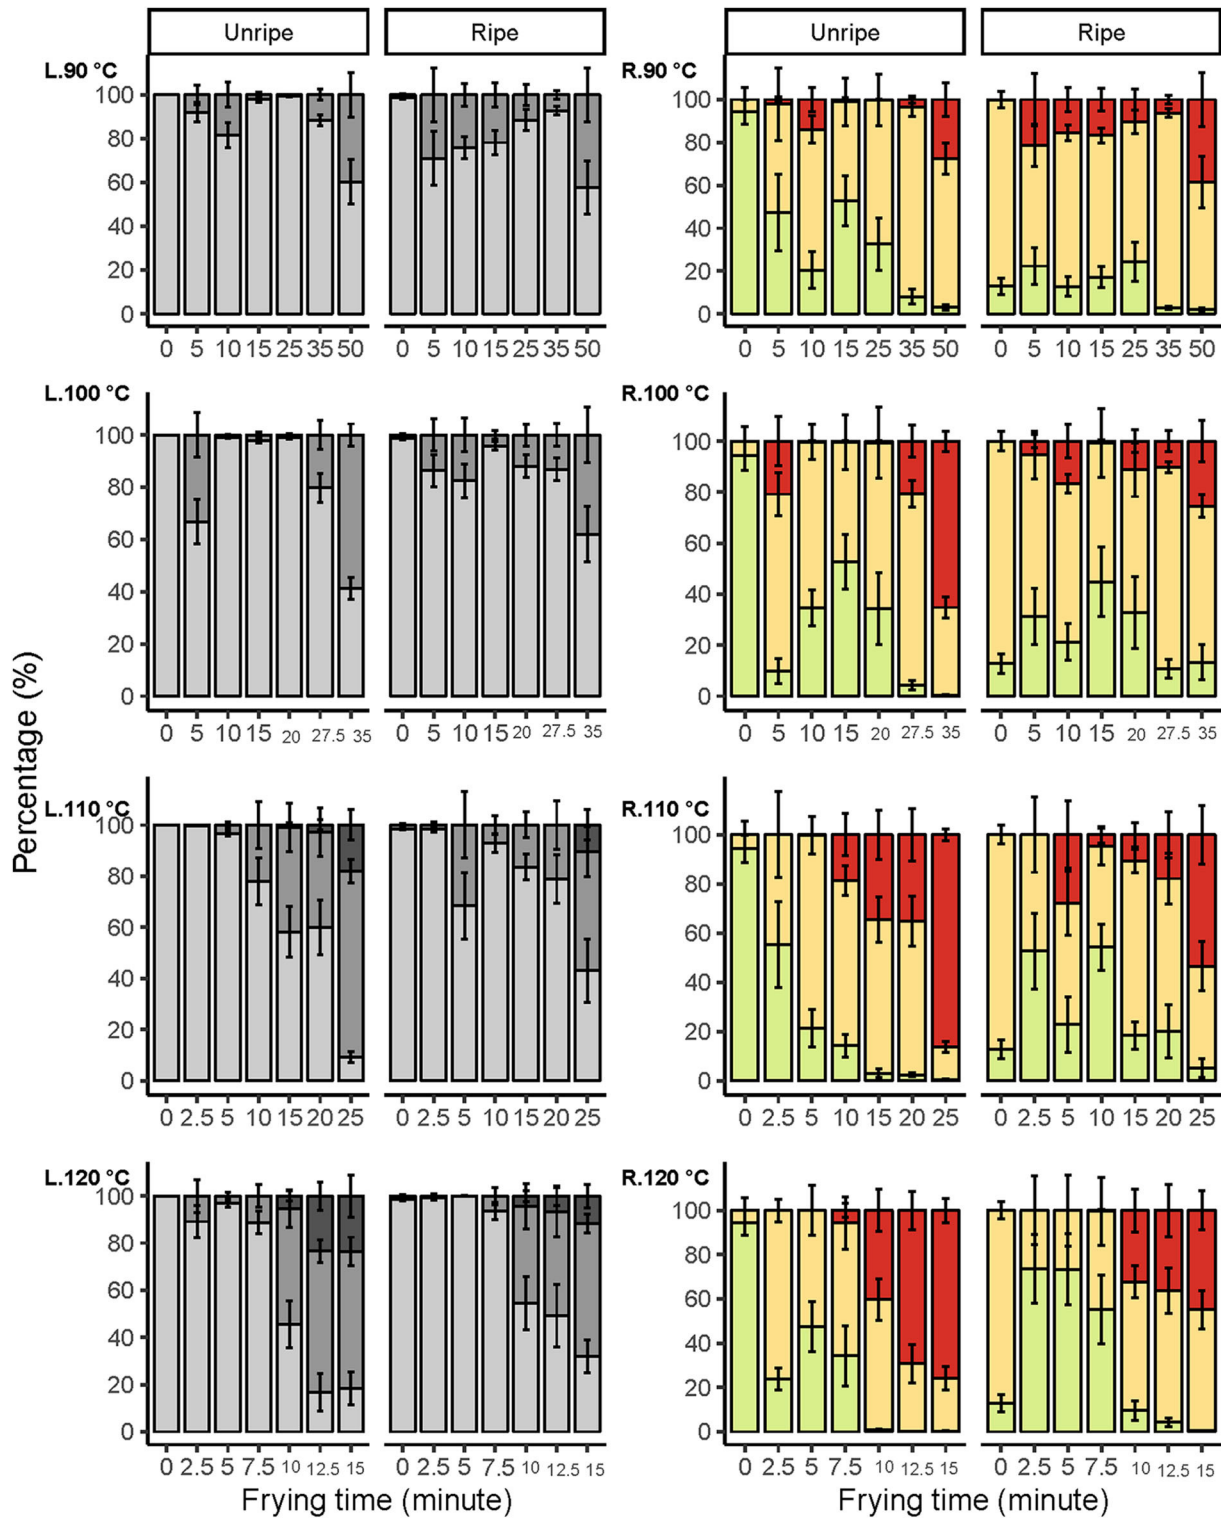 Unripe Ripe Unripe Ripe
L.90 °C R.90 °C
100 100
80 80
60 60
40 40
20 20
0 0
0 5 10 15 25 35 50 0 5 10 15 25 35 50 0 5 10 15 25 35 50 0 5 10 15 25 35 50
L.100 °C R.100 °C
100 100
80 80
60 60
40 40
20 20
0 0
0 5 10 15 20 27.5 35 0 5 10 15 20 27.5 35 0 5 10 15 20 27.5 35 0 5 10 15 20 27.5 35
Percentage (%)
L.110 °C R.110 °C
100 100
80 80
60 60
40 40
20 20
0 0
0 2.5 5 10 15 20 25 0 2.5 5 10 15 20 25 0 2.5 5 10 15 20 25 0 2.5 5 10 15 20 25
L.120 °C R.120 °C
100 100
80 80
60 60
40 40
20 20
0 0
0 2.5 5 7.5 10 12.5 15 0 2.5 5 7.5 10 12.5 15 0 2.5 5 7.5 10 12.5 15 0 2.5 5 7.5 10 12.5 15
Frying time (minute) Frying time (minute)